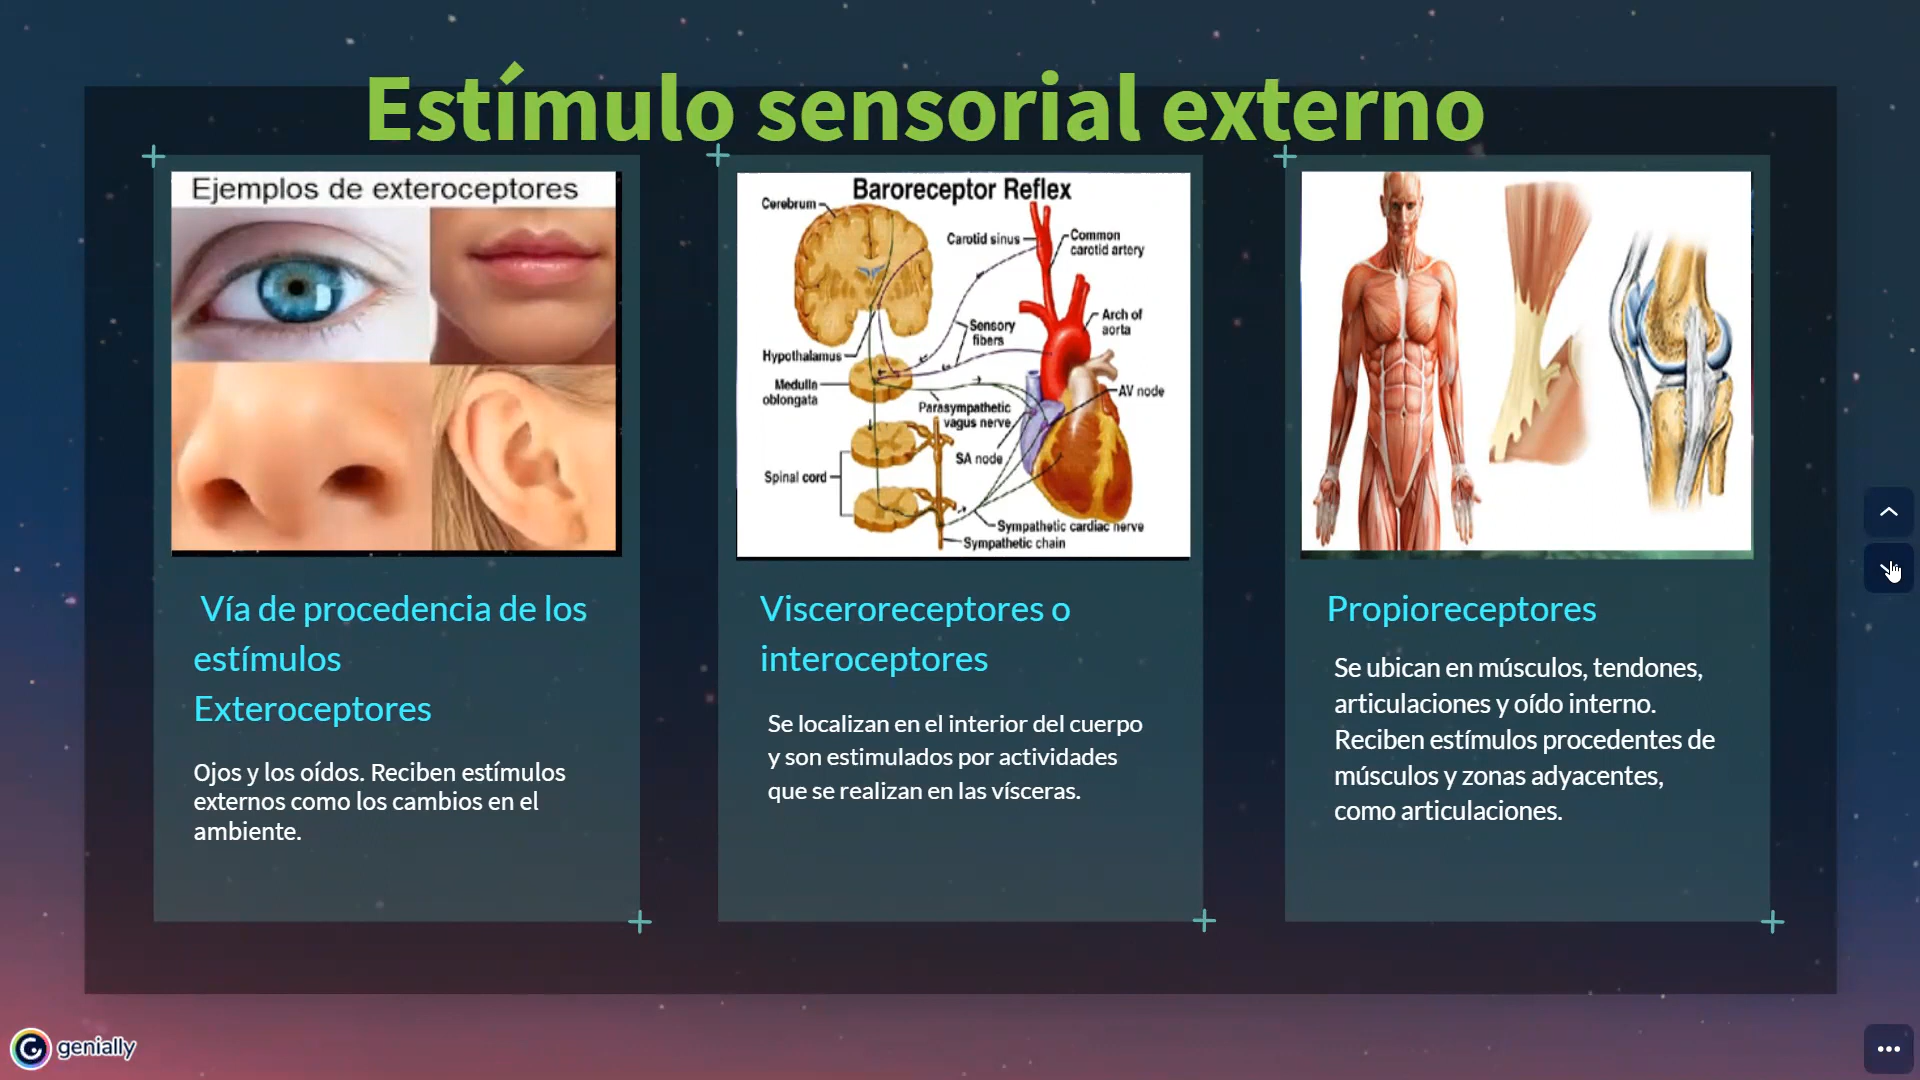 Estímulo sensorial externo
Ejemplos de exteroceptores
Vía de procedencia de los
estímulos
Exteroceptores
Ojos y los oídos. Reciben estímulos
externos como los cambios en el
ambiente.
Baroreceptor Reflex
Cerebrum
Carotid sinus
Common
carotid artery
Arch of
aorta
Sensory
fibers
Hypothalamus
Medulla
oblongata
AV node
Parasympathetic
vagus nerve
SA node
Spinal cord
Sympathetic cardiac nerve
Sympathetic chain
Visceroreceptores o
interoceptores
Se localizan en el interior del cuerpo
y son estimulados por actividades
que se realizan en las vísceras.
Propioreceptores
Se ubican en músculos, tendones,
articulaciones y oído interno.
Reciben estímulos procedentes de
músculos y zonas adyacentes,
como articulaciones.
genially